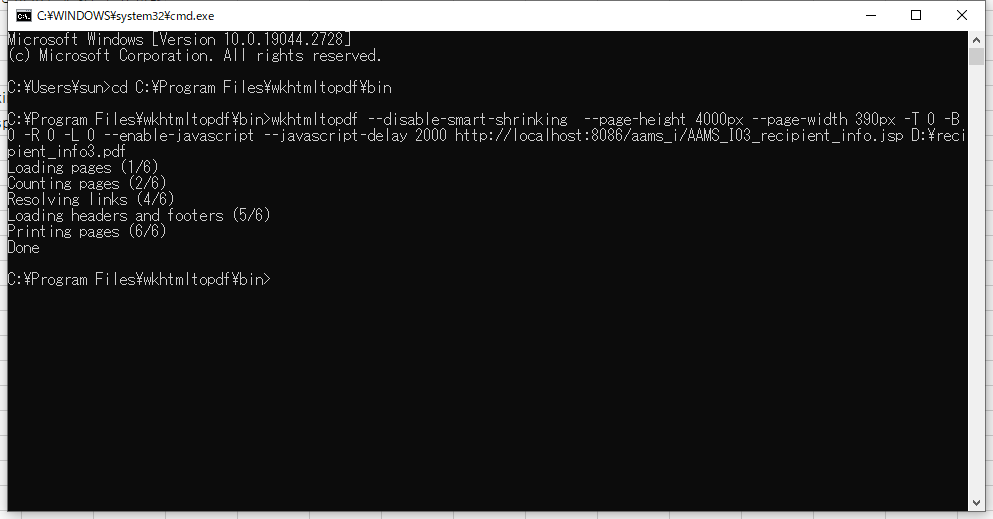 C:¥WINDOWS¥system32¥cmd.exe
Microsoft Windows [Version 10.0.19044.2728]
(c) Microsoft Corporation. All rights reserved.
C:¥Users¥sun>cd C:¥Program Files¥wkhtmltopdf¥bin
C:¥Program Files¥wkhtmltopdf¥bin>wkhtmltopdf --disable-smart-shrinking  --page-height 4000px --page-width 390px -T 0 -B
0 -R 0 -L 0 --enable-javascript --javascript-delay 2000 http://localhost:8086/aams_i/AAMS_I03_recipient_info.jsp D:¥reci
pient_info3.pdf
Loading pages (1/6)
Counting pages (2/6)
Resolving links (4/6)
Loading headers and footers (5/6)
Printing pages (6/6)
Done
C:¥Program Files¥wkhtmltopdf¥bin>